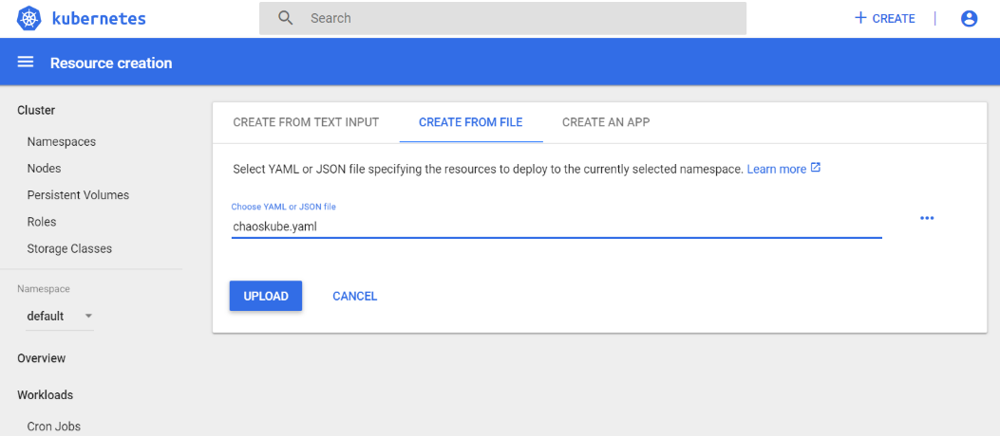 kubernetes
Search
CREATE
Resource creation
Cluster
Namespaces
Nodes
Persistent Volumes
Roles
Storage Classes
Namespace
default
Overview
Workloads
Cron Jobs
CREATE FROM TEXT INPUT
CREATE FROM FILE
CREATE AN APP
Select YAML or JSON file specifying the resources to deploy to the currently selected namespace. Learn more
Choose YAML or JSON file
chaoskube.yaml
UPLOAD
CANCEL